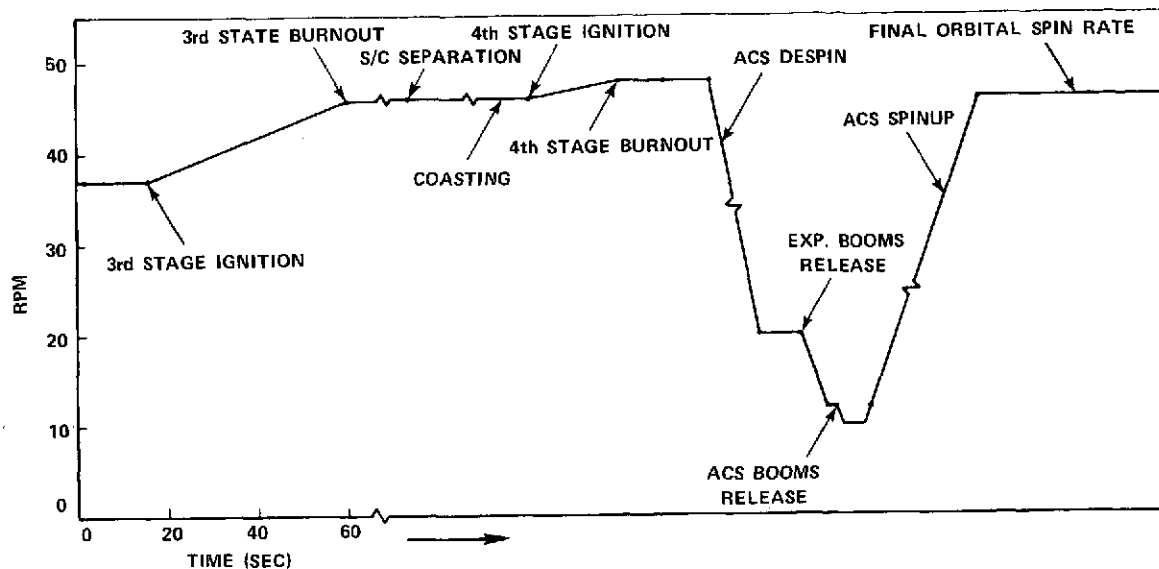 3rd STATE BURNOUT
4th STAGE IGNITION
FINAL ORBITAL SPIN RATE
S/C SEPARATION
ACS DESPIN
ACS SPINUP
4th STAGE BURNOUT
COASTING
3rd STAGE IGNITION
EXP. BOOMS
RELEASE
ACS BOOMS
RELEASE
RPM
50
40
30
20
10
0
0 20 40 60
TIME (SEC)